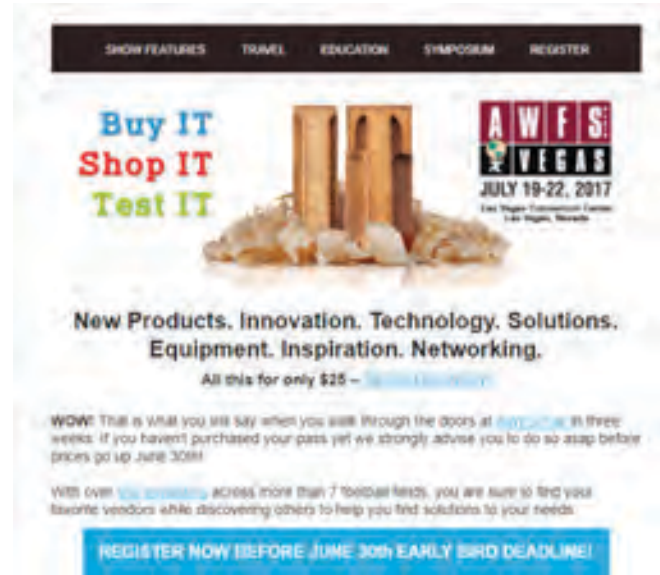 SHOW FEATURES TRAVEL EDUCATION SYMPOSIUM REGISTER
Buy IT
Shop IT
Test IT
AWFS
VEGAS
JULY 19-22, 2017
Las Vegas Convention Center
Las Vegas, Nevada
New Products. Innovation. Technology. Solutions.
Equipment. Inspiration. Networking.
All this for only $25 –
WOW! That is what you will say when you walk through the doors at in three
weeks. If you haven't purchased your pass yet we strongly advise you to do so asap before
prices go up June 30th!
With over across more than 7 football fields, you are sure to find your
favorite vendors while discovering others to help you find solutions to your needs.
REGISTER NOW BEFORE JUNE 30th EARLY BIRD DEADLINE!